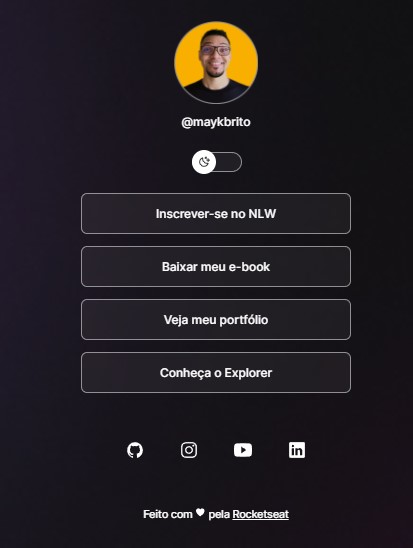 @maykbrito
Inscrever-se no NLW
Baixar meu e-book
Veja meu portfólio
Conheça o Explorer
Feito com ♥ pela Rocketseat